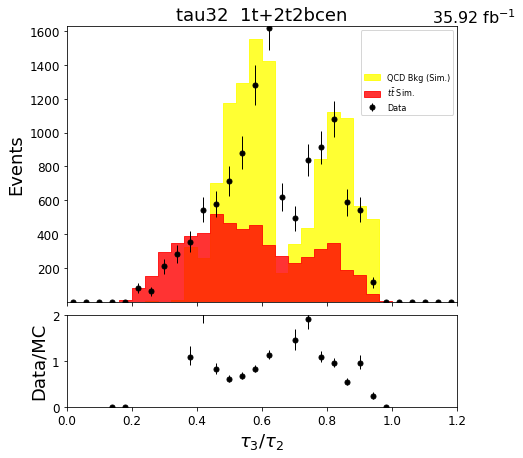 tau32 1t+2t2bcen
35.92 fb⁻¹
1600
1400
1200
1000
800
600
400
200
Events
QCD Bkg (Sim.)
tt̄ Sim.
Data
2
1
0
Data/MC
0.0 0.2 0.4 0.6 0.8 1.0 1.2
τ₃/τ₂